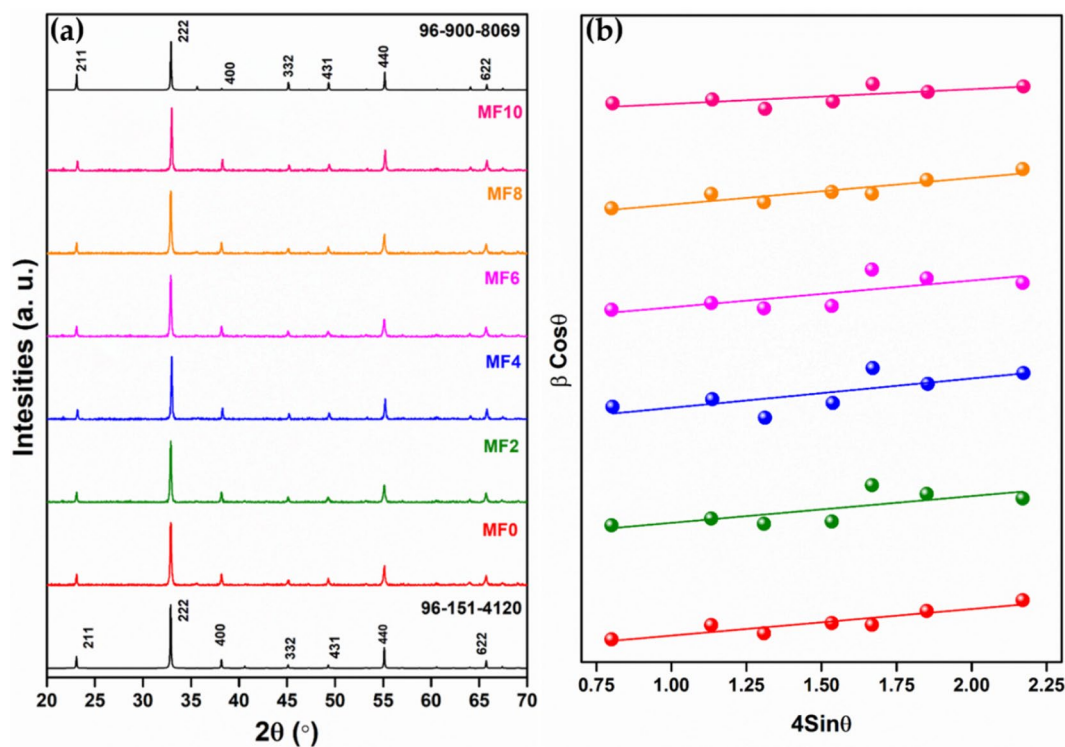 (a)
96-900-8069
211
222
400
332
431
440
622
MF10
MF8
MF6
MF4
MF2
MF0
96-151-4120
211
222
400
332
431
440
622
20 25 30 35 40 45 50 55 60 65 70
2θ (°)
Intesities (a. u.)
(b)
β Cosθ
0.75 1.00 1.25 1.50 1.75 2.00 2.25
4Sinθ